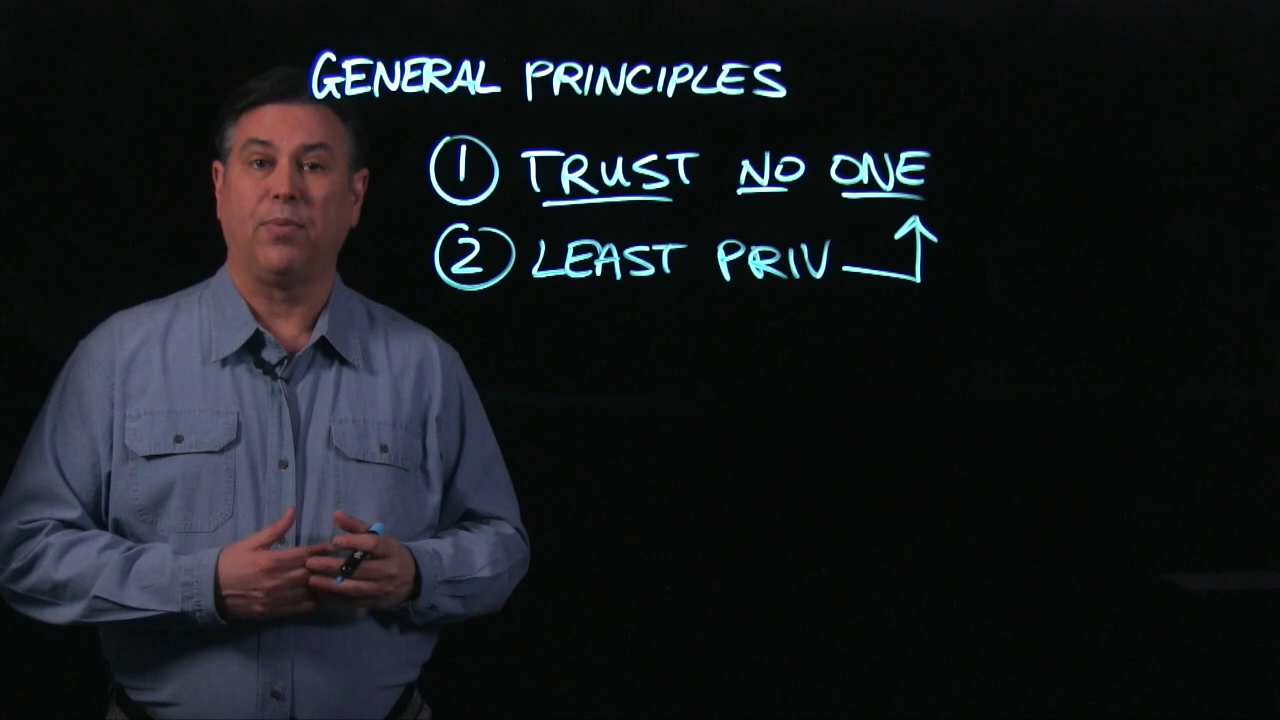 GENERAL PRINCIPLES
① TRUST NO ONE
② LEAST PRIV